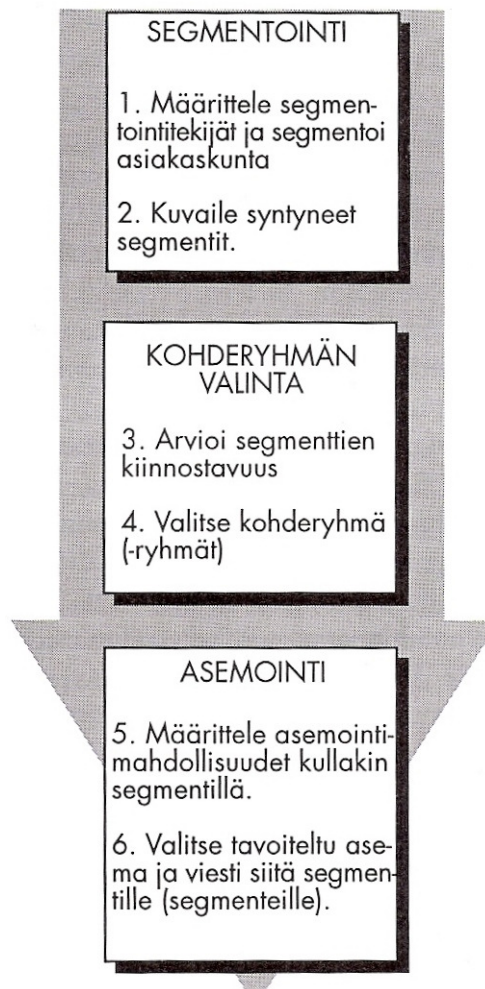 SEGMENTOINTI
1. Määrittele segmen-
tointitekijät ja segmentoi
asiakaskunta
2. Kuvaile syntyneet
segmentit.
KOHDERYHMÄN
VALINTA
3. Arvioi segmenttien
kiinnostavuus
4. Valitse kohderyhmä
(-ryhmät)
ASEMOINTI
5. Määrittele asemointi-
mahdollisuudet kullakin
segmentillä.
6. Valitse tavoiteltu ase-
ma ja viesti siitä segmen-
tille (segmenteille).